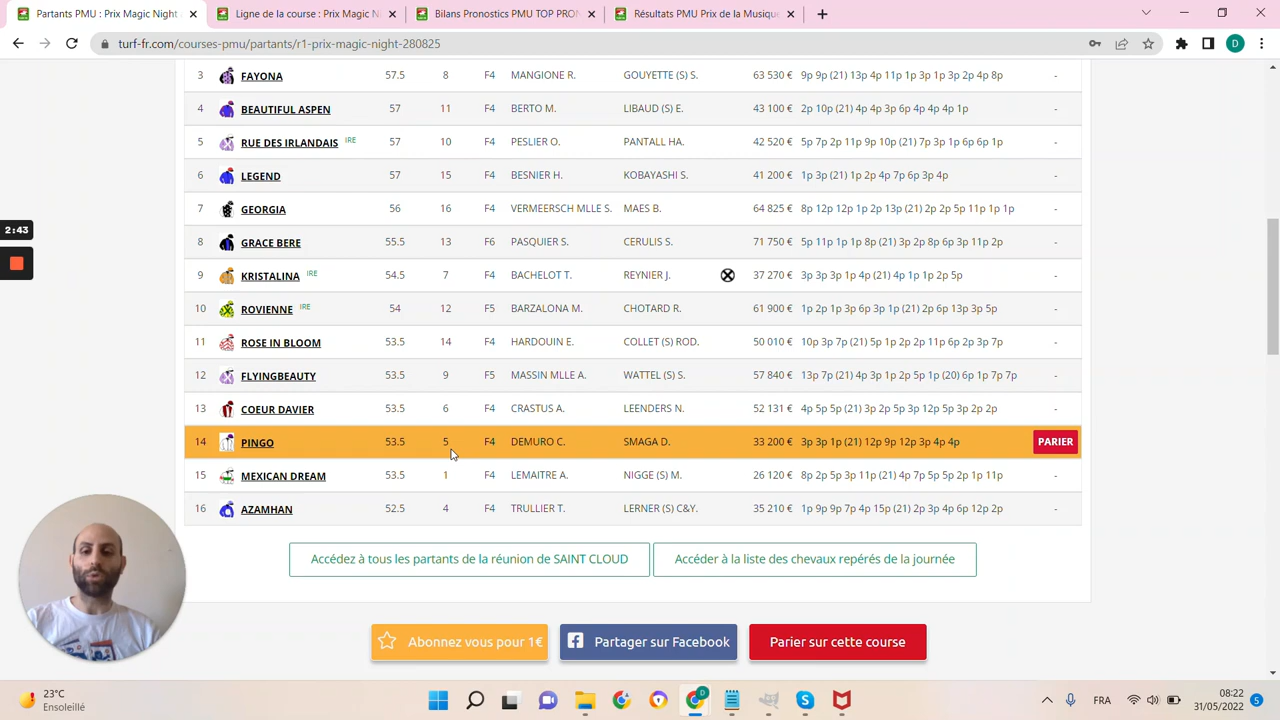 Partants PMU : Prix Magic Night
Ligne de la course : Prix Magic N
Bilans Pronostics PMU TOP PRON
Résultats PMU Prix de la Musique
turf-fr.com/courses-pmu/partants/r1-prix-magic-night-280825
D
3 FAYONA 57.5 8 F4 MANGIONE R. GOUYETTE (S) S. 63 530 € 9p 9p (21) 13p 4p 11p 1p 3p 1p 3p 2p 4p 8p -
4 BEAUTIFUL ASPEN 57 11 F4 BERTO M. LIBAUD (S) E. 43 100 € 2p 10p (21) 4p 4p 3p 6p 4p 4p 4p 1p -
5 RUE DES IRLANDAIS IRE 57 10 F4 PESLIER O. PANTALL HA. 42 520 € 5p 7p 2p 11p 9p 10p (21) 7p 3p 1p 6p 6p 1p -
6 LEGEND 57 15 F4 BESNIER H. KOBAYASHI S. 41 200 € 1p 3p (21) 1p 2p 4p 7p 6p 3p 4p -
7 GEORGIA 56 16 F4 VERMEERSCH MLLE S. MAES B. 64 825 € 8p 12p 12p 1p 2p 13p (21) 2p 2p 5p 11p 1p 1p -
2:43
8 GRACE BERE 55.5 13 F6 PASQUIER S. CERULIS S. 71 750 € 5p 11p 1p 1p 8p (21) 3p 4p 8p 6p 3p 11p 2p -
9 KRISTALINA IRE 54.5 7 F4 BACHELOT T. REYNIER J. 37 270 € 3p 3p 3p 1p 4p (21) 4p 1p 1p 2p 5p -
10 ROVIENNE IRE 54 12 F5 BARZALONA M. CHOTARD R. 61 900 € 1p 2p 1p 3p 6p 3p 1p (21) 2p 6p 13p 3p 5p -
11 ROSE IN BLOOM 53.5 14 F4 HARDOUIN E. COLLET (S) ROD. 50 010 € 10p 3p 7p (21) 5p 1p 2p 2p 11p 6p 2p 3p 7p -
12 FLYINGBEAUTY 53.5 9 F5 MASSIN MLLE A. WATTEL (S) S. 57 840 € 13p 7p (21) 4p 3p 1p 2p 5p 1p (20) 6p 1p 7p 7p -
13 COEUR DAVIER 53.5 6 F4 CRASTUS A. LEENDERS N. 52 131 € 4p 5p 5p (21) 3p 2p 5p 3p 12p 5p 3p 2p 2p -
14 PINGO 53.5 5 F4 DEMURO C. SMAGA D. 33 200 € 3p 3p 1p (21) 12p 9p 12p 3p 4p 4p PARIER
15 MEXICAN DREAM 53.5 1 F4 LEMAITRE A. NIGGE (S) M. 26 120 € 8p 2p 5p 3p 11p (21) 4p 7p 5p 5p 2p 1p 11p -
16 AZAMHAN 52.5 4 F4 TRULLIER T. LERNER (S) C&Y. 35 210 € 1p 9p 9p 7p 4p 15p (21) 2p 3p 4p 6p 12p 2p -
Accédez à tous les partants de la réunion de SAINT CLOUD
Accéder à la liste des chevaux repérés de la journée
Abonnez vous pour 1€
Partager sur Facebook
Parier sur cette course
23°C
Ensoleillé
D
FRA
08:22
31/05/2022
5